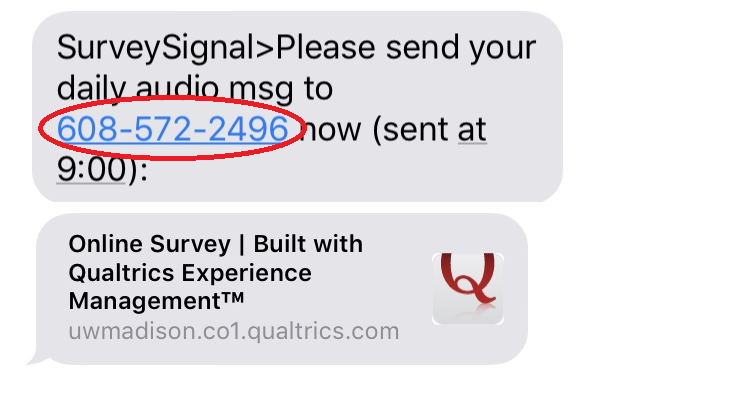 SurveySignal>Please send your
daily audio msg to
608-572-2496 now (sent at
9:00):
Online Survey | Built with
Qualtrics Experience
Management™
uwmadison.co1.qualtrics.com
Q